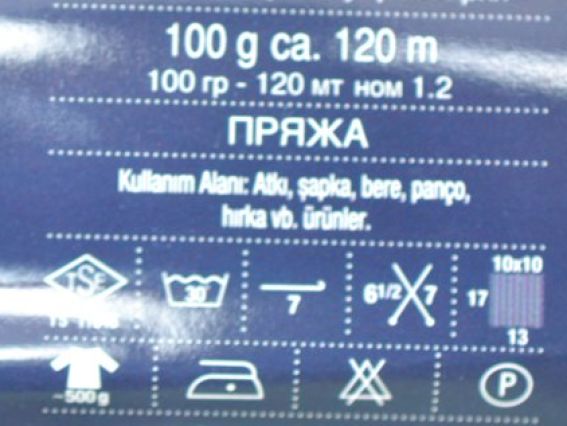 100 g ca. 120 m
100 гр - 120 мт ном 1.2
ПРЯЖА
Kullanım Alanı: Atkı, şapka, bere, panço,
hırka vb. ürünler.
TSE
30
7
6 1/2 7
10x10
17
13
~500 g
P